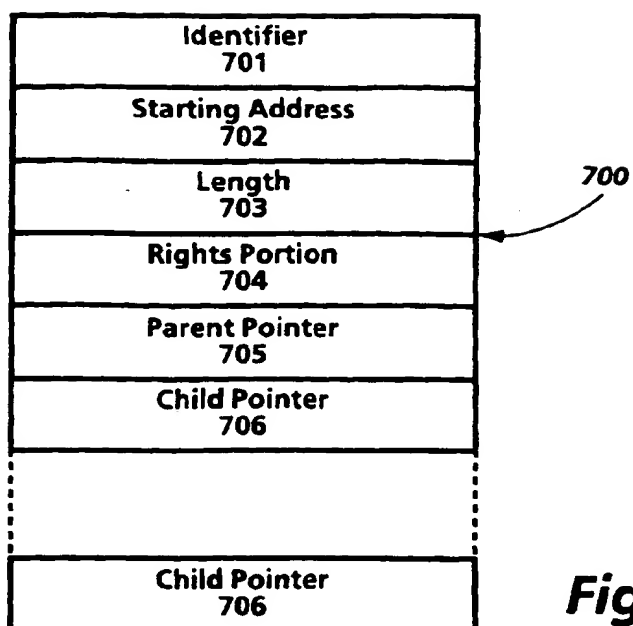 Identifier
701
Starting Address
702
Length
703
700
Rights Portion
704
Parent Pointer
705
Child Pointer
706
Child Pointer
706
Fig